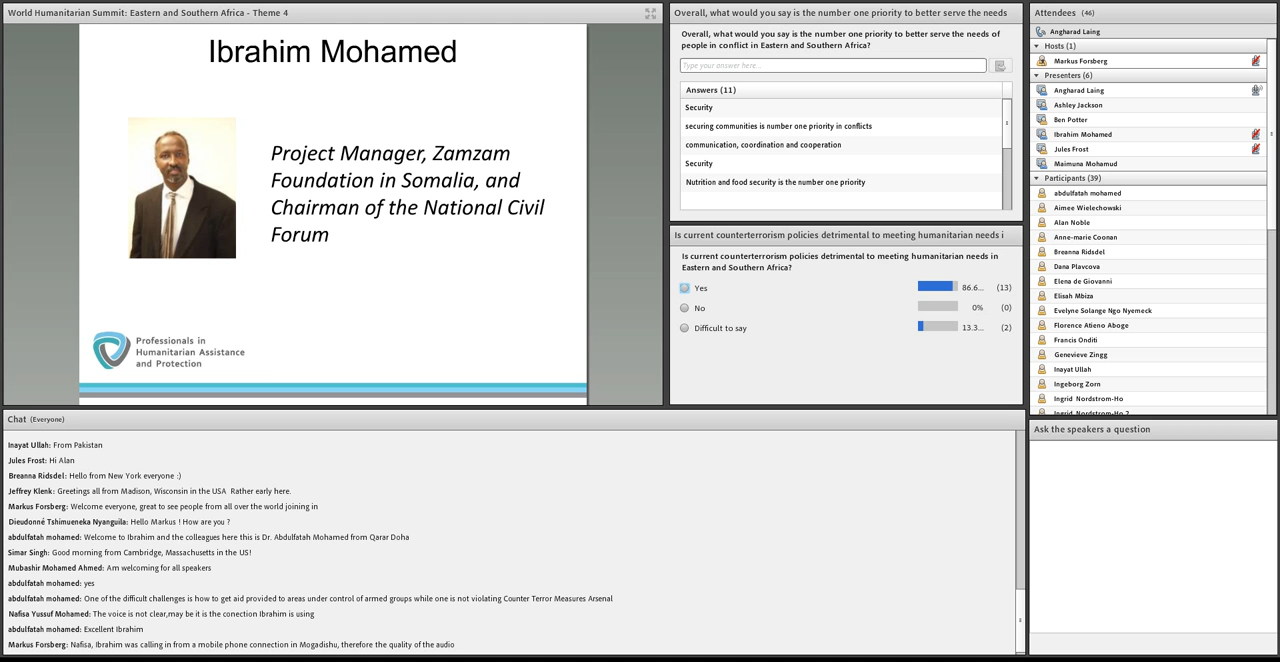 World Humanitarian Summit: Eastern and Southern Africa - Theme 4
Ibrahim Mohamed
Project Manager, Zamzam
Foundation in Somalia, and
Chairman of the National Civil
Forum
Professionals in
Humanitarian Assistance
and Protection
Overall, what would you say is the number one priority to better serve the needs
Overall, what would you say is the number one priority to better serve the needs of
people in conflict in Eastern and Southern Africa?
Type your answer here...
Answers (11)
Security
securing communities is number one priority in conflicts
communication, coordination and cooperation
Security
Nutrition and food security is the number one priority
Is current counterterrorism policies detrimental to meeting humanitarian needs i
Is current counterterrorism policies detrimental to meeting humanitarian needs in
Eastern and Southern Africa?
Yes 86.6... (13)
No 0% (0)
Difficult to say 13.3... (2)
Attendees (46)
Angharad Laing
Hosts (1)
Markus Forsberg
Presenters (6)
Angharad Laing
Ashley Jackson
Ben Potter
Ibrahim Mohamed
Jules Frost
Maimuna Mohamud
Participants (39)
abdulfatah mohamed
Aimee Wielechowski
Alan Noble
Anne-marie Coonan
Breanna Ridsdel
Dana Plavcova
Elena de Giovanni
Elisah Mbiza
Evelyne Solange Ngo Nyemeck
Florence Atieno Aboge
Francis Onditi
Genevieve Zingg
Inayat Ullah
Ingeborg Zorn
Ingrid Nordstrom-Ho
Ingrid Nordstrom-Ho 2
Chat (Everyone)
Inayat Ullah: From Pakistan
Jules Frost: Hi Alan
Breanna Ridsdel: Hello from New York everyone :)
Jeffrey Klenk: Greetings all from Madison, Wisconsin in the USA Rather early here.
Markus Forsberg: Welcome everyone, great to see people from all over the world joining in
Dieudonné Tshimueneka Nyanguila: Hello Markus ! How are you ?
abdulfatah mohamed: Welcome to Ibrahim and the colleagues here this is Dr. Abdulfatah Mohamed from Qarar Doha
Simar Singh: Good morning from Cambridge, Massachusetts in the US!
Mubashir Mohamed Ahmed: Am welcoming for all speakers
abdulfatah mohamed: yes
abdulfatah mohamed: One of the difficult challenges is how to get aid provided to areas under control of armed groups while one is not violating Counter Terror Measures Arsenal
Nafisa Yussuf Mohamed: The voice is not clear,may be it is the conection Ibrahim is using
abdulfatah mohamed: Excellent Ibrahim
Markus Forsberg: Nafisa, Ibrahim was calling in from a mobile phone connection in Mogadishu, therefore the quality of the audio
Ask the speakers a question